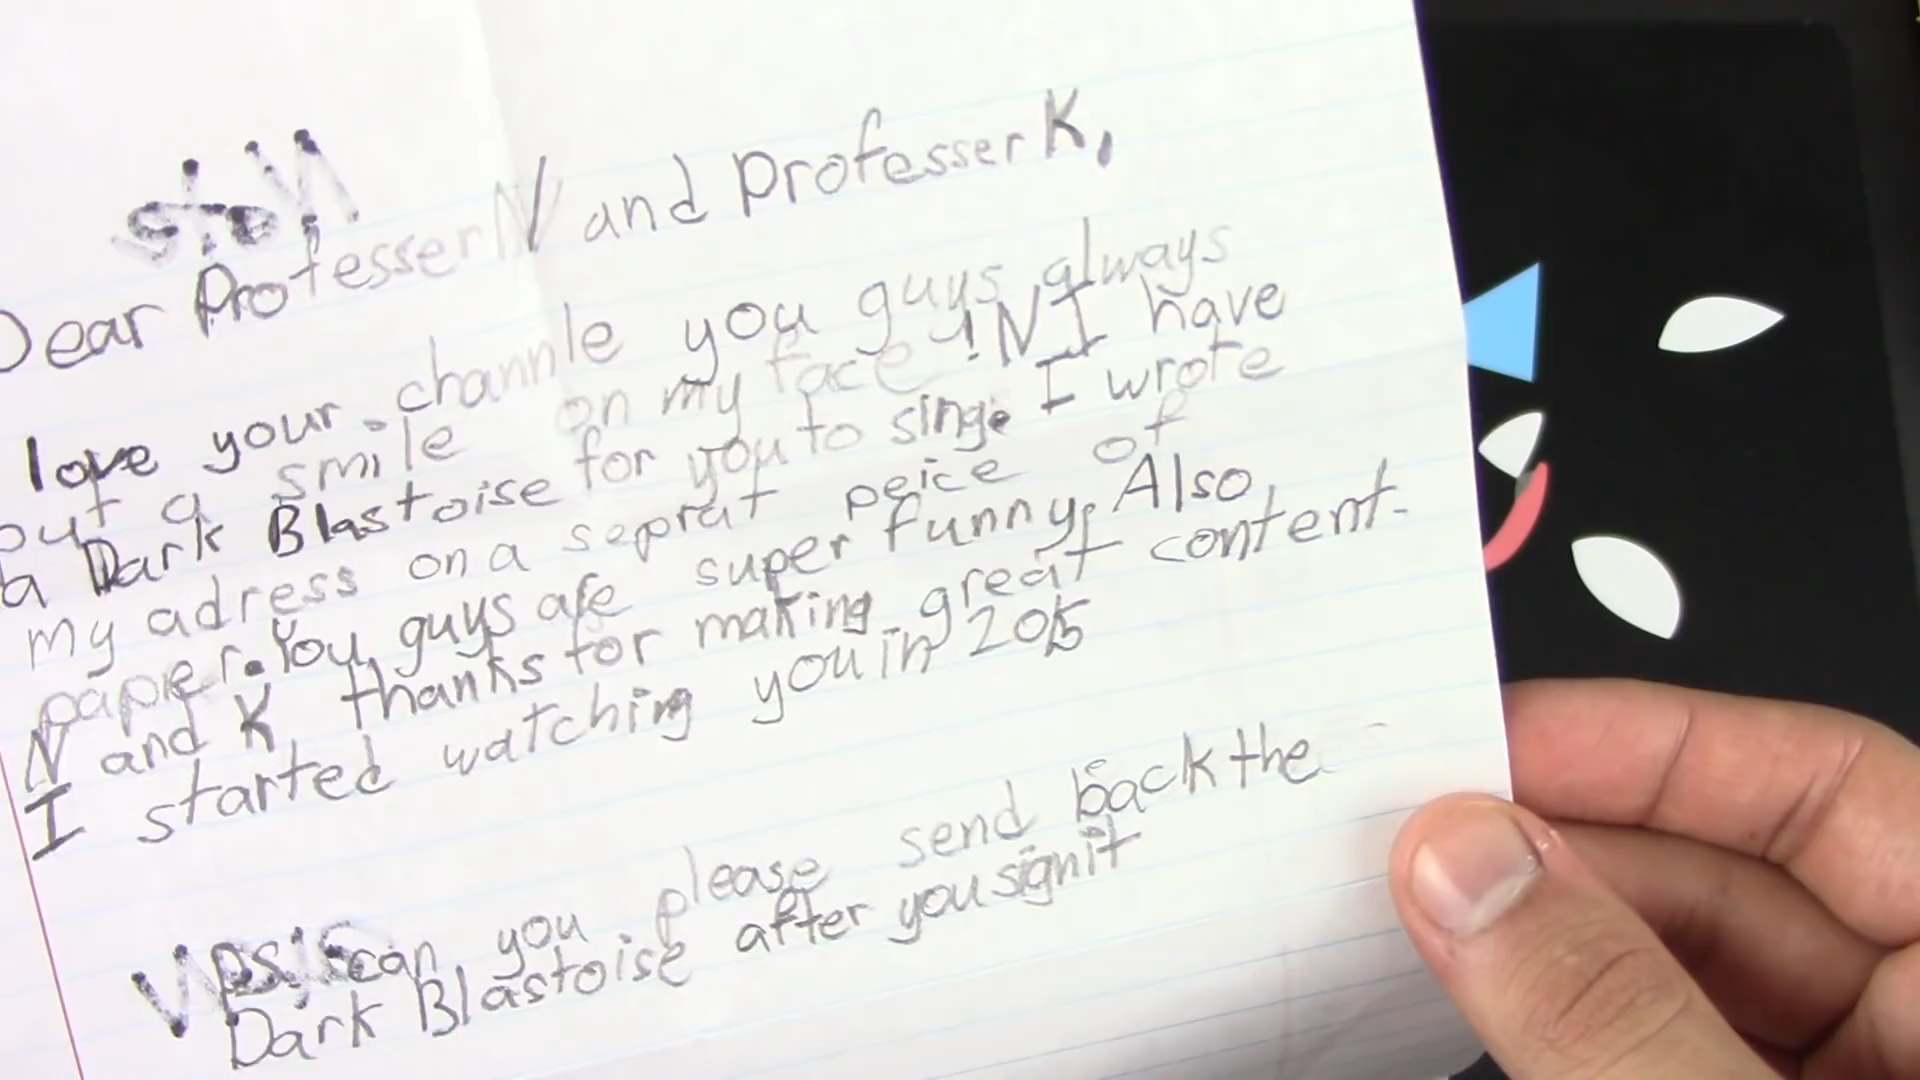 Dear Professer N and Professer K,
love your channle you guys always
put a smile on my face! N I have
a Dark Blastoise for you to sing. I wrote
my adress on a seprat peice of
paper. You guys are super funny. Also,
N and K thanks for making great content.
I started watching you in 2015
ps. can you please send back the
Dark Blastoise after you sign it